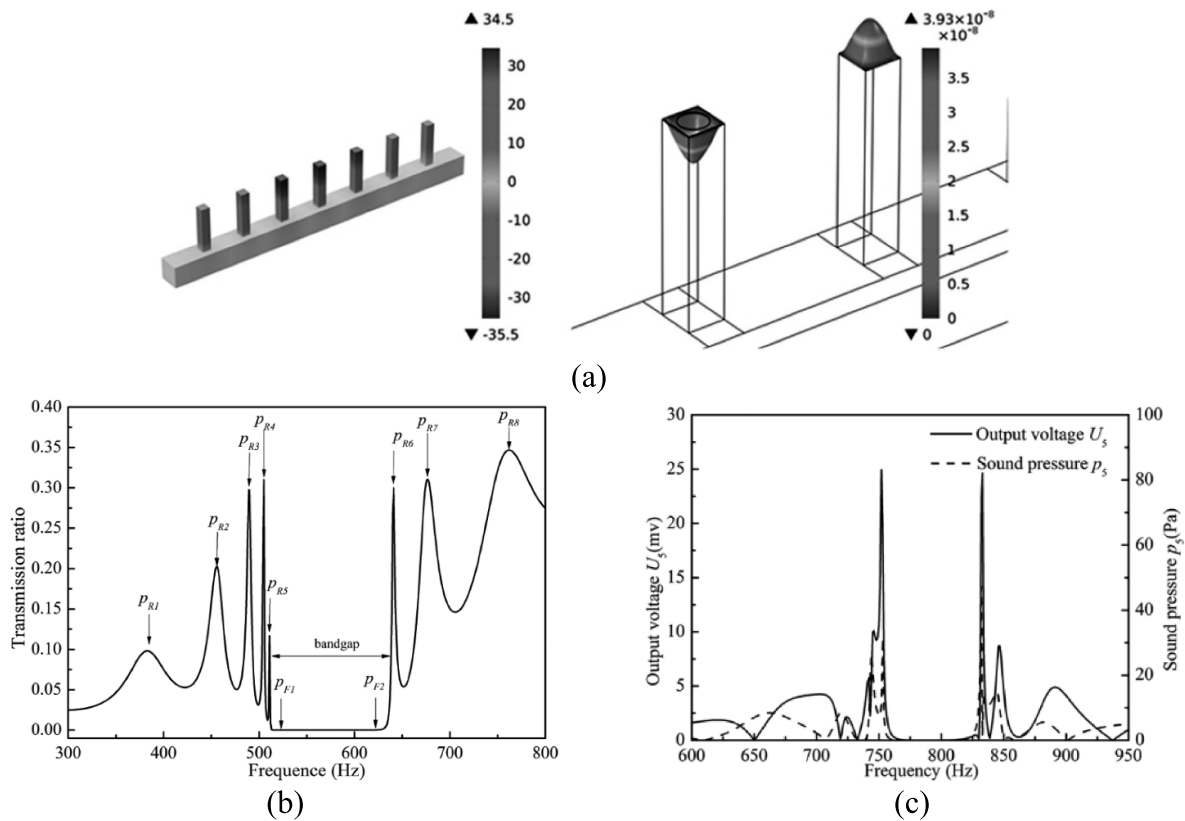 ▲ 34.5
30
20
10
0
-10
-20
-30
▼ -35.5
▲ 3.93×10⁻⁸
×10⁻⁸
3.5
3
2.5
2
1.5
1
0.5
0
▼ 0
(a)
0.40
0.35
0.30
0.25
0.20
0.15
0.10
0.05
0.00
Transmission ratio
300
400
500
600
700
800
Frequence (Hz)
p_R1
p_R2
p_R3
p_R4
p_R5
p_R6
p_R7
p_R8
bandgap
p_F1
p_F2
(b)
30
25
20
15
10
5
0
Output voltage U₅(mv)
Output voltage U₅
Sound pressure p₅
100
80
60
40
20
0
Sound pressure p₅(Pa)
600
650
700
750
800
850
900
950
Frequency (Hz)
(c)